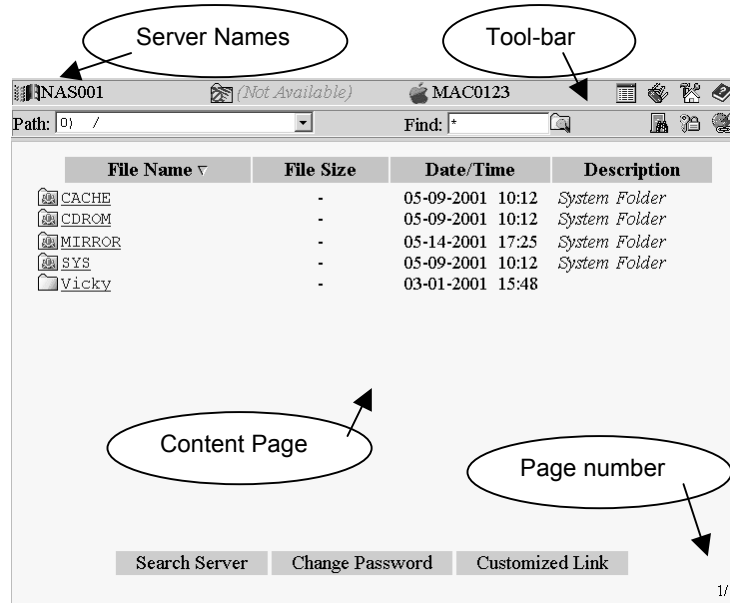 Server Names
Tool-bar
NAS001 (Not Available) MAC0123
Path: 0) / Find: *
File Name File Size Date/Time Description
CACHE - 05-09-2001 10:12 System Folder
CDROM - 05-09-2001 10:12 System Folder
MIRROR - 05-14-2001 17:25 System Folder
SYS - 05-09-2001 10:12 System Folder
Vicky - 03-01-2001 15:48
Content Page
Page number
Search Server Change Password Customized Link
1/